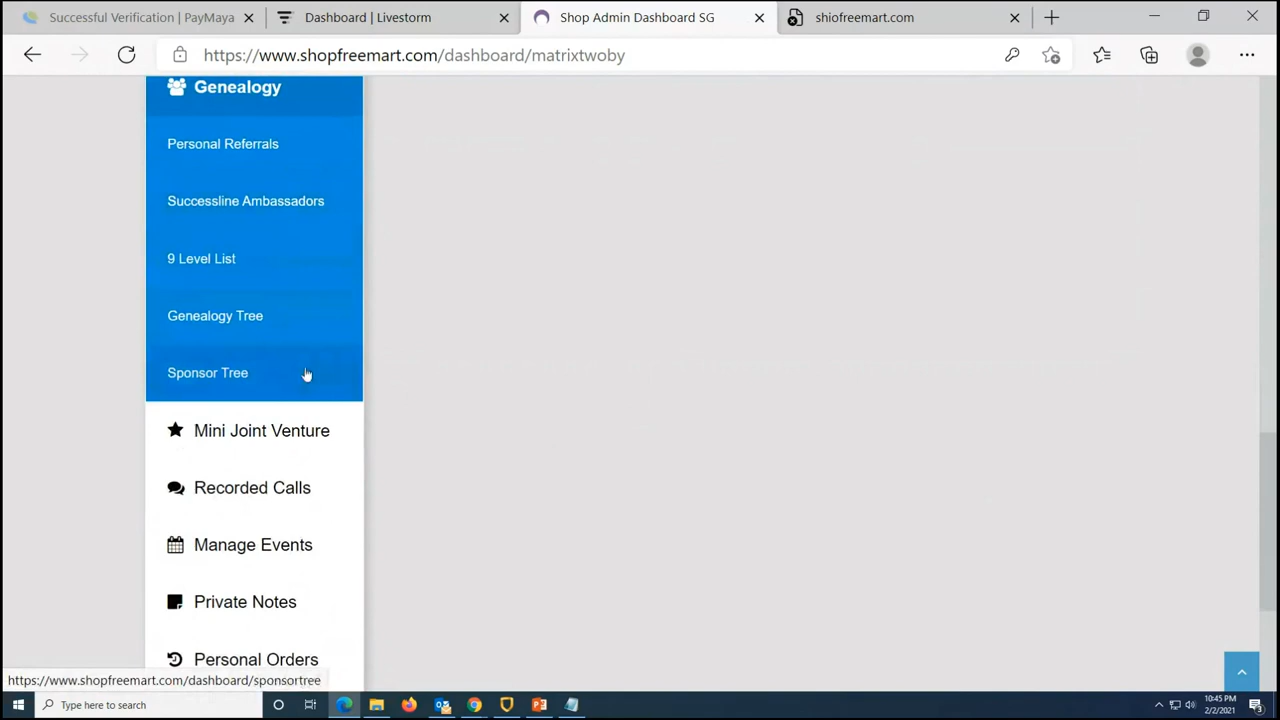 Successful Verification | PayMaya
Dashboard | Livestorm
Shop Admin Dashboard SG
shiofreemart.com
https://www.shopfreemart.com/dashboard/matrixtwoby
Genealogy
Personal Referrals
Successline Ambassadors
9 Level List
Genealogy Tree
Sponsor Tree
Mini Joint Venture
Recorded Calls
Manage Events
Private Notes
Personal Orders
https://www.shopfreemart.com/dashboard/sponsortree
Type here to search
10:45 PM
2/2/2021
3